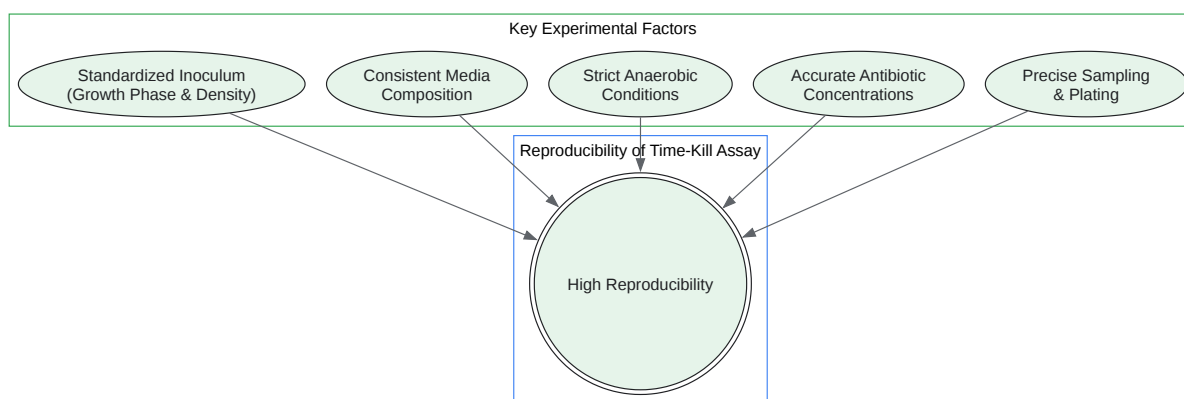 Key Experimental Factors
Standardized Inoculum
(Growth Phase & Density)
Consistent Media
Composition
Strict Anaerobic
Conditions
Accurate Antibiotic
Concentrations
Precise Sampling
& Plating
Reproducibility of Time-Kill Assay
High Reproducibility